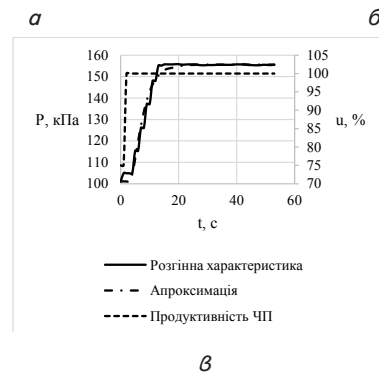 а б
160 105
150 100
140 95
130 90
120 85
110 80
75
100 70
P, кПа u, %
0 20 40 60
t, с
Розгінна характеристика
Апроксимація
Продуктивність ЧП
в